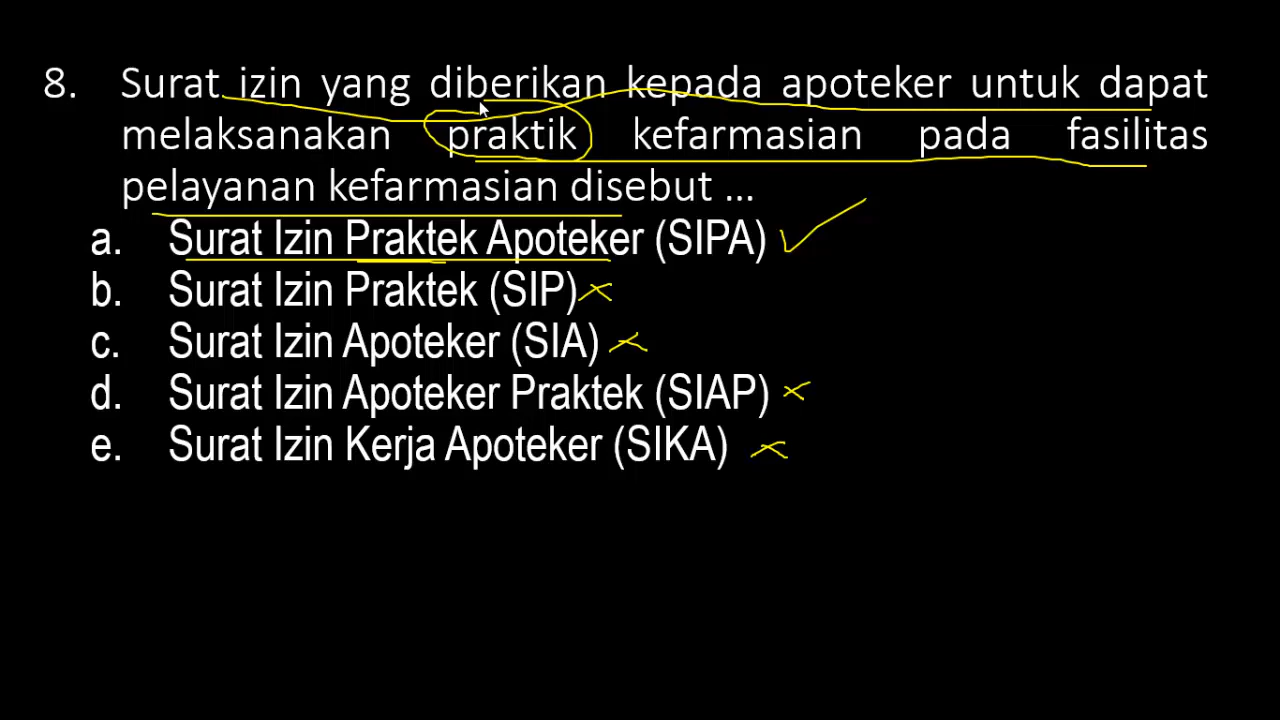 8. Surat izin yang diberikan kepada apoteker untuk dapat
melaksanakan praktik kefarmasian pada fasilitas
pelayanan kefarmasian disebut ...
a. Surat Izin Praktek Apoteker (SIPA)
b. Surat Izin Praktek (SIP)
c. Surat Izin Apoteker (SIA)
d. Surat Izin Apoteker Praktek (SIAP)
e. Surat Izin Kerja Apoteker (SIKA)